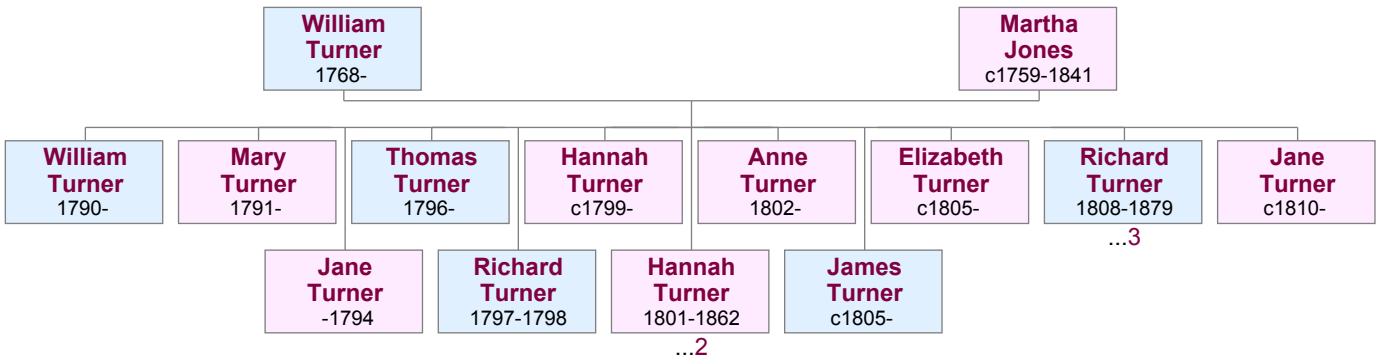 William
Turner
1768-
Martha
Jones
c1759-1841
William
Turner
1790-
Mary
Turner
1791-
Thomas
Turner
1796-
Hannah
Turner
c1799-
Anne
Turner
1802-
Elizabeth
Turner
c1805-
Richard
Turner
1808-1879
...3
Jane
Turner
c1810-
Jane
Turner
-1794
Richard
Turner
1797-1798
Hannah
Turner
1801-1862
...2
James
Turner
c1805-